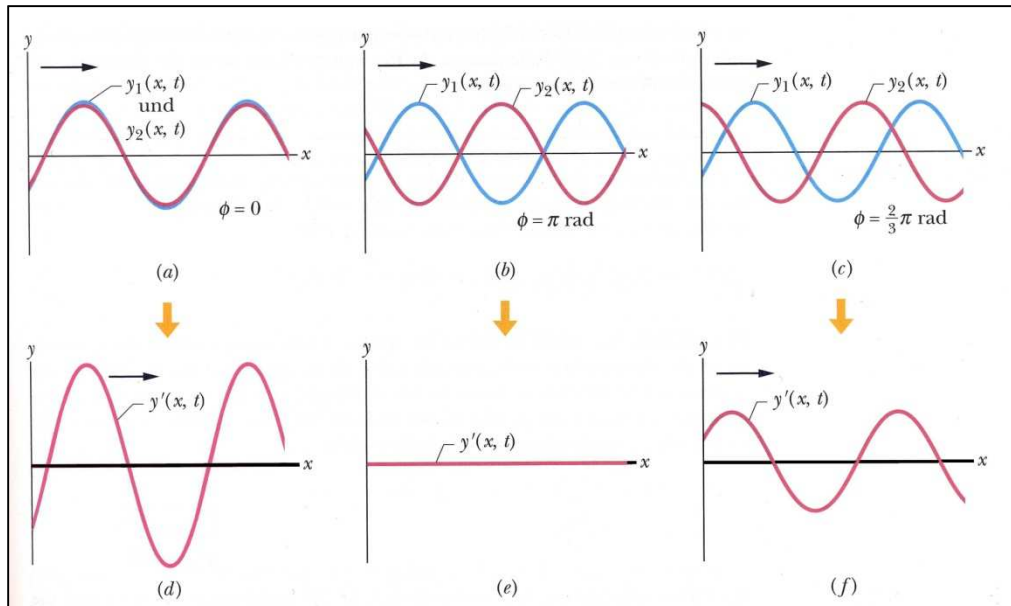 y
y₁(x, t)
und
y₂(x, t)
x
ϕ = 0
(a)
y
y₁(x, t)
y₂(x, t)
x
ϕ = π rad
(b)
y
y₁(x, t)
y₂(x, t)
x
ϕ = 2/3 π rad
(c)
y
y′(x, t)
x
(d)
y
y′(x, t)
x
(e)
y
y′(x, t)
x
(f)